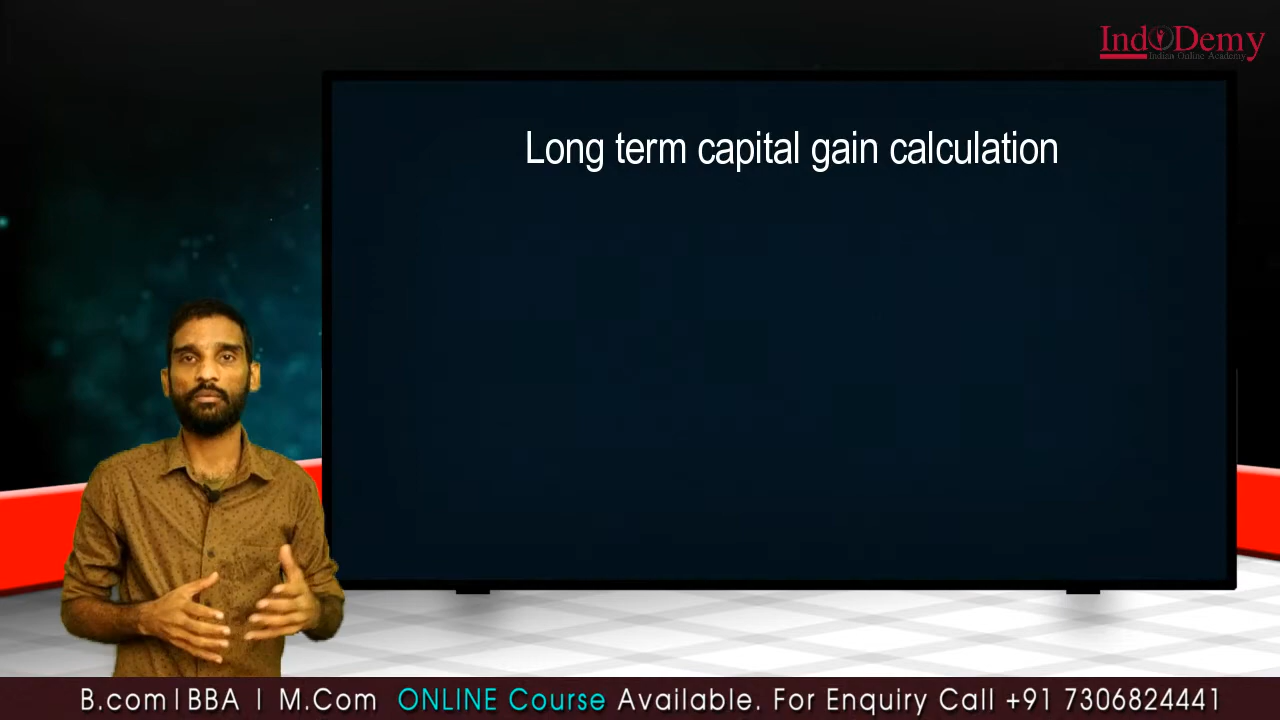 IndoDemy
Indian Online Academy
Long term capital gain calculation
B.com|BBA | M.Com ONLINE Course Available. For Enquiry Call +91 7306824441